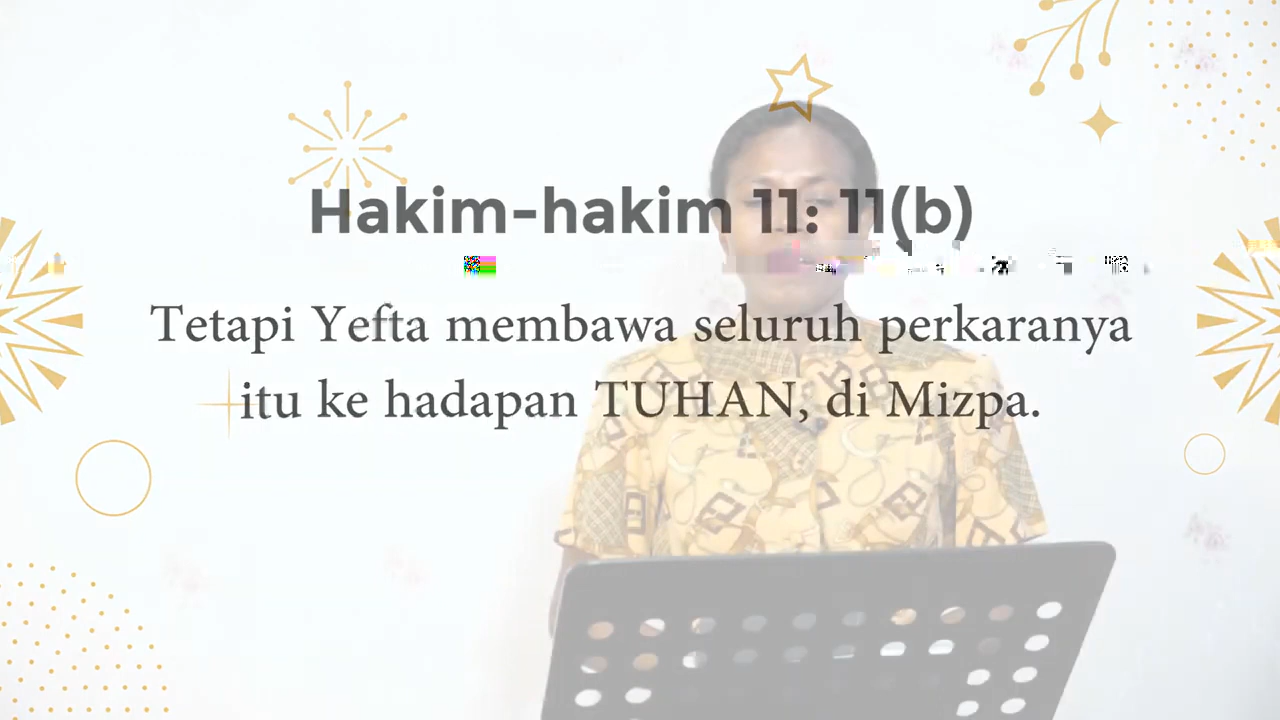 Hakim-hakim 11: 11(b)
Tetapi Yefta membawa seluruh perkaranya
itu ke hadapan TUHAN, di Mizpa.